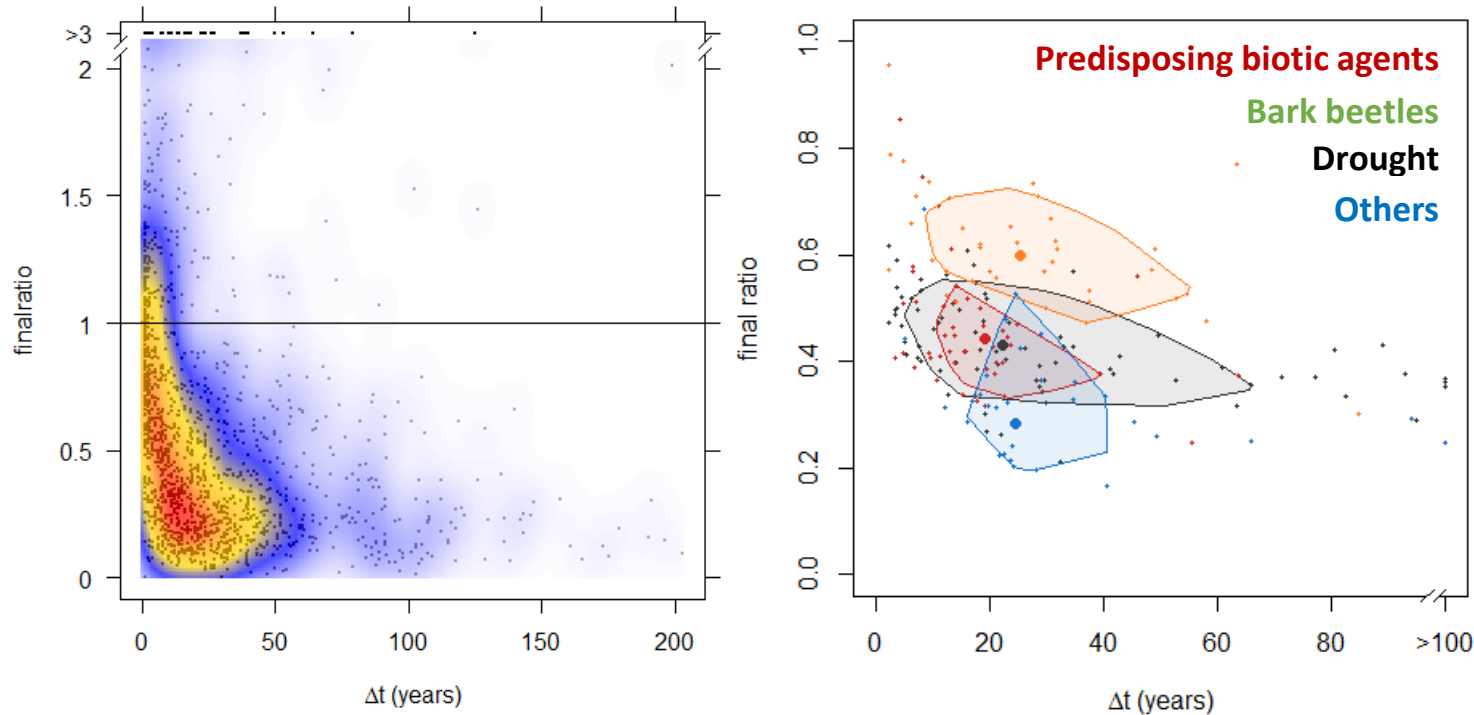 >3
2
1.5
1
0.5
0
finalratio
0
50
100
150
200
Δt (years)
Predisposing biotic agents
Bark beetles
Drought
Others
1.0
0.8
0.6
0.4
0.2
0.0
final ratio
0
20
40
60
80
>100
Δt (years)